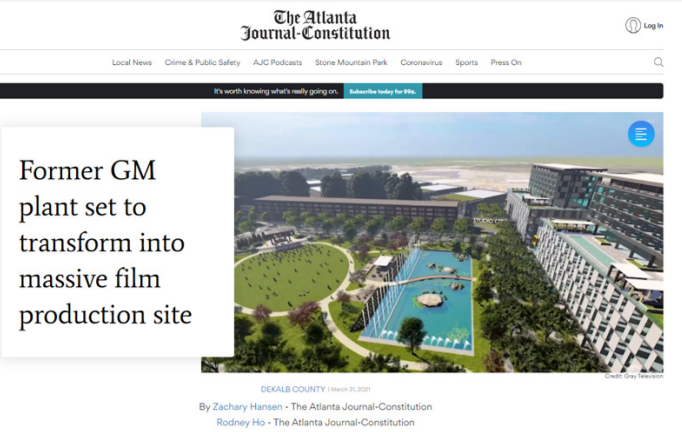 The Atlanta
Journal-Constitution
Log In
Local News Crime & Public Safety AJC Podcasts Stone Mountain Park Coronavirus Sports Press On
It's worth knowing what's really going on. Subscribe today for 99¢.
Former GM
plant set to
transform into
massive film
production site
Credit: Gray Television
DEKALB COUNTY | March 31, 2021
By Zachary Hansen - The Atlanta Journal-Constitution
Rodney Ho - The Atlanta Journal-Constitution